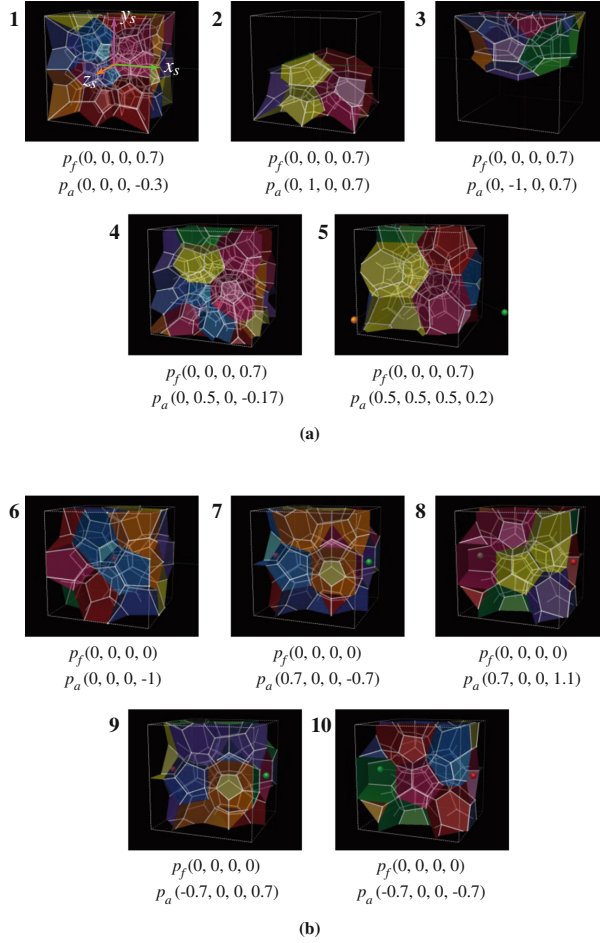 1 2 3
y_s
x_s
z_s
p_f(0, 0, 0, 0.7) p_f(0, 0, 0, 0.7) p_f(0, 0, 0, 0.7)
p_a(0, 0, 0, -0.3) p_a(0, 1, 0, 0.7) p_a(0, -1, 0, 0.7)
4 5
p_f(0, 0, 0, 0.7) p_f(0, 0, 0, 0.7)
p_a(0, 0.5, 0, -0.17) p_a(0.5, 0.5, 0.5, 0.2)
(a)
6 7 8
p_f(0, 0, 0, 0) p_f(0, 0, 0, 0) p_f(0, 0, 0, 0)
p_a(0, 0, 0, -1) p_a(0.7, 0, 0, -0.7) p_a(0.7, 0, 0, 1.1)
9 10
p_f(0, 0, 0, 0) p_f(0, 0, 0, 0)
p_a(-0.7, 0, 0, 0.7) p_a(-0.7, 0, 0, -0.7)
(b)